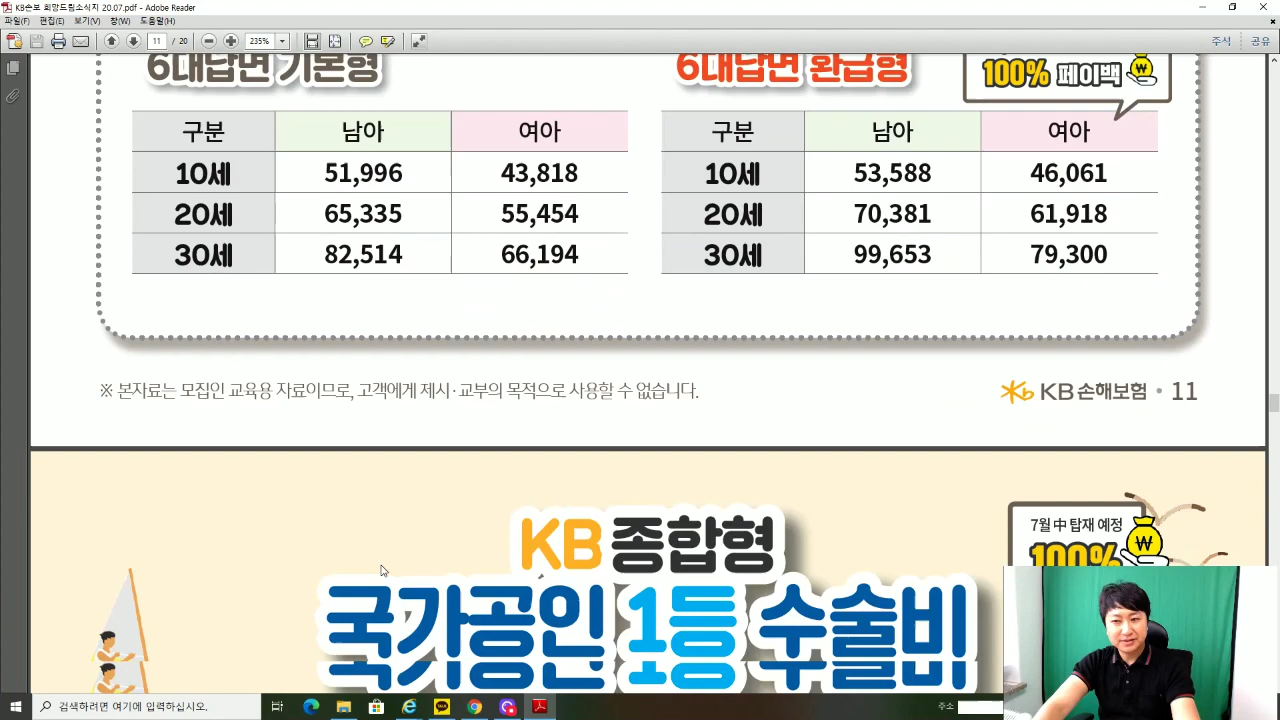 KB손보 희망드림소식지 20.07.pdf - Adobe Reader
파일(F) 편집(E) 보기(V) 창(W) 도움말(H)
11 / 20 235% 주석 공유
6대답면 기본형
6대답면 환급형
100% 페이백
구분 남아 여아
10세 51,996 43,818
20세 65,335 55,454
30세 82,514 66,194
구분 남아 여아
10세 53,588 46,061
20세 70,381 61,918
30세 99,653 79,300
※ 본자료는 모집인 교육용 자료이므로, 고객에게 제시·교부의 목적으로 사용할 수 없습니다.
KB손해보험 • 11
KB 종합형
7월 中 탑재 예정
100%
국가공인 1등 수술비
검색하려면 여기에 입력하십시오.
TALK
주소